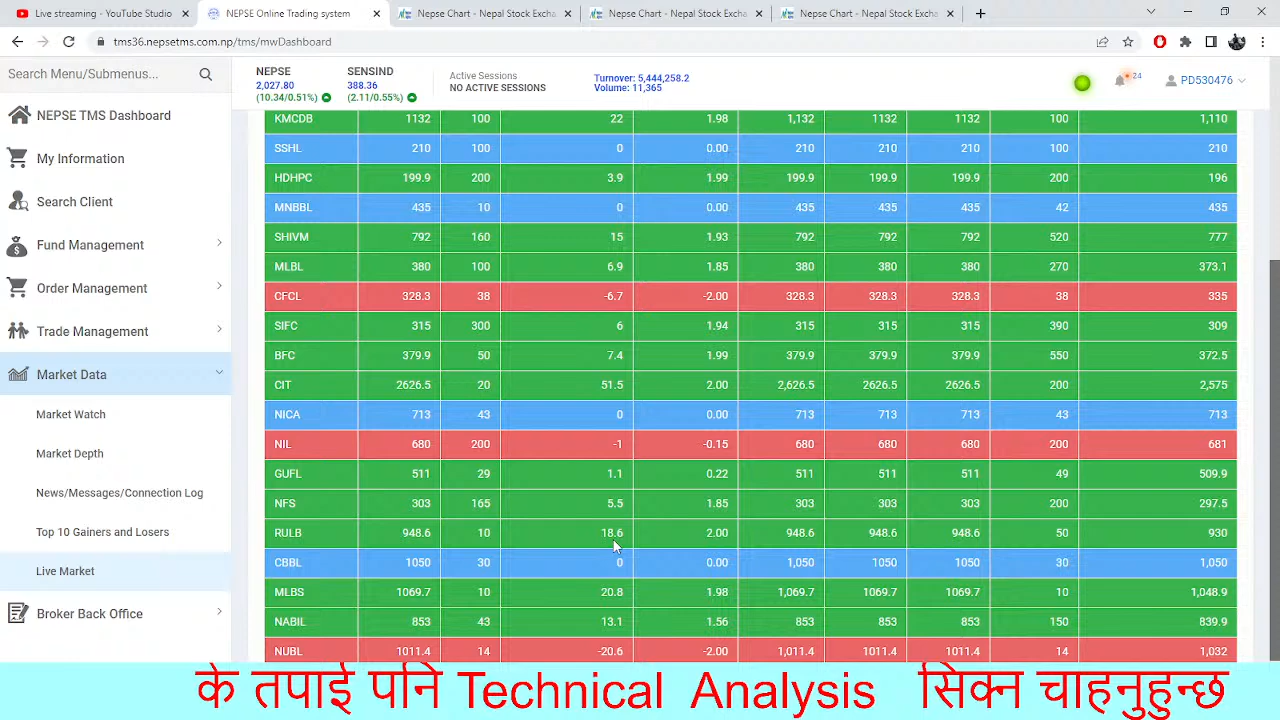 Live streaming - YouTube Studio
NEPSE Online Trading system
Nepse Chart - Nepal Stock Excha
Nepse Chart - Nepal Stock Excha
Nepse Chart - Nepal Stock Excha
tms36.nepsetms.com.np/tms/mwDashboard
Search Menu/Submenus...
NEPSE
2,027.80
(10.34/0.51%)
SENSIND
388.36
(2.11/0.55%)
Active Sessions
NO ACTIVE SESSIONS
Turnover: 5,444,258.2
Volume: 11,365
24
PD530476
NEPSE TMS Dashboard
My Information
Search Client
Fund Management
Order Management
Trade Management
Market Data
Market Watch
Market Depth
News/Messages/Connection Log
Top 10 Gainers and Losers
Live Market
Broker Back Office
KMCDB 1132 100 22 1.98 1,132 1132 1132 100 1,110
SSHL 210 100 0 0.00 210 210 210 100 210
HDHPC 199.9 200 3.9 1.99 199.9 199.9 199.9 200 196
MNBBL 435 10 0 0.00 435 435 435 42 435
SHIVM 792 160 15 1.93 792 792 792 520 777
MLBL 380 100 6.9 1.85 380 380 380 270 373.1
CFCL 328.3 38 -6.7 -2.00 328.3 328.3 328.3 38 335
SIFC 315 300 6 1.94 315 315 315 390 309
BFC 379.9 50 7.4 1.99 379.9 379.9 379.9 550 372.5
CIT 2626.5 20 51.5 2.00 2,626.5 2626.5 2626.5 200 2,575
NICA 713 43 0 0.00 713 713 713 43 713
NIL 680 200 -1 -0.15 680 680 680 200 681
GUFL 511 29 1.1 0.22 511 511 511 49 509.9
NFS 303 165 5.5 1.85 303 303 303 200 297.5
RULB 948.6 10 18.6 2.00 948.6 948.6 948.6 50 930
CBBL 1050 30 0 0.00 1,050 1050 1050 30 1,050
MLBS 1069.7 10 20.8 1.98 1,069.7 1069.7 1069.7 10 1,048.9
NABIL 853 43 13.1 1.56 853 853 853 150 839.9
NUBL 1011.4 14 -20.6 -2.00 1,011.4 1011.4 1011.4 14 1,032
के तपाई पनि Technical Analysis सिक्न चाहनुहुन्छ